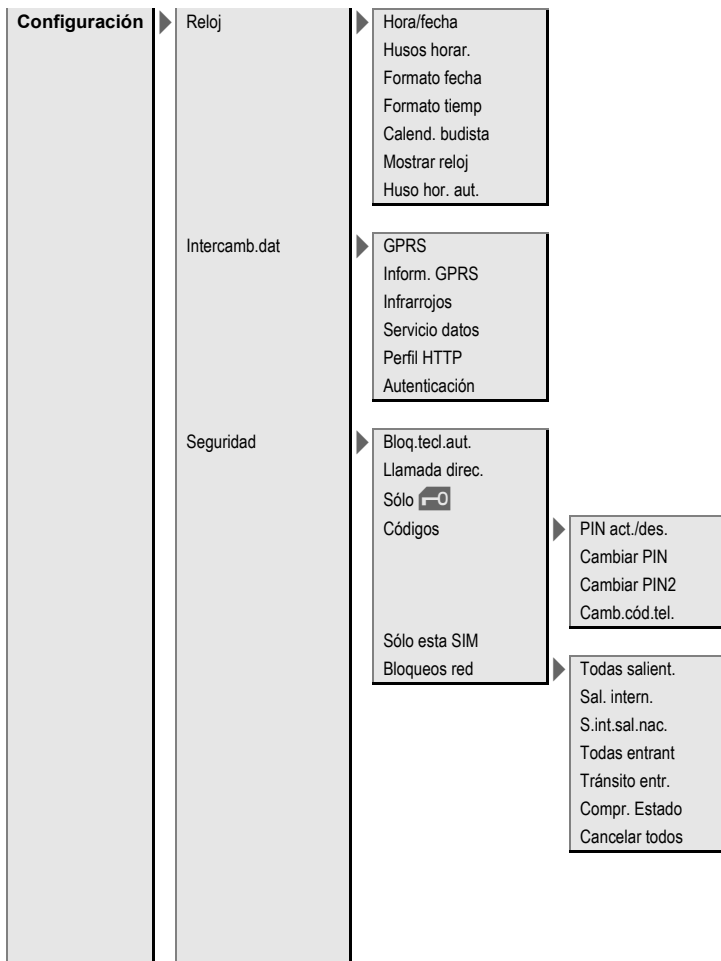 Configuración
Reloj
Hora/fecha
Husos horar.
Formato fecha
Formato tiemp
Calend. budista
Mostrar reloj
Huso hor. aut.
Intercamb.dat
GPRS
Inform. GPRS
Infrarrojos
Servicio datos
Perfil HTTP
Autenticación
Seguridad
Bloq.tecl.aut.
Llamada direc.
Sólo
Códigos
PIN act./des.
Cambiar PIN
Cambiar PIN2
Camb.cód.tel.
Sólo esta SIM
Bloqueos red
Todas salient.
Sal. intern.
S.int.sal.nac.
Todas entrant
Tránsito entr.
Compr. Estado
Cancelar todos